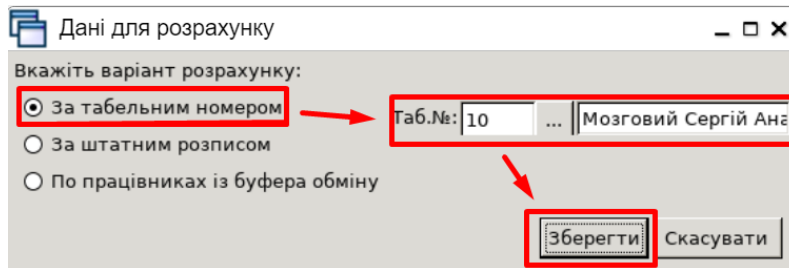 Дані для розрахунку
Вкажіть варіант розрахунку:
За табельним номером
Таб.№: 10 ... Мозговий Сергій Ана
За штатним розписом
По працівниках із буфера обміну
Зберегти Скасувати